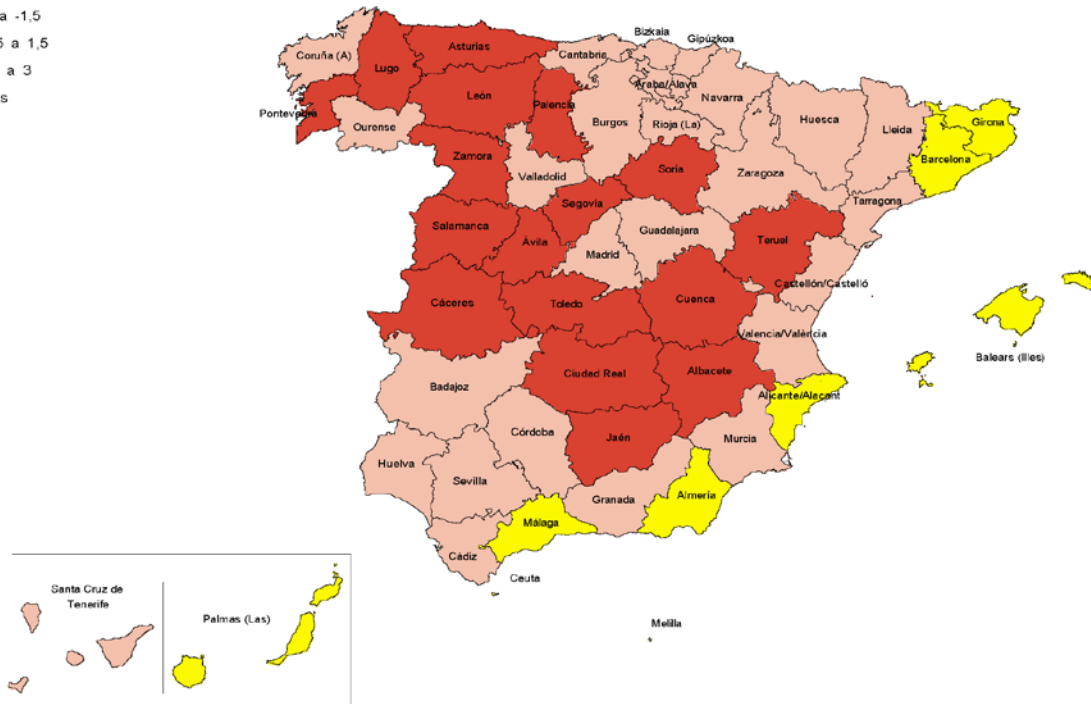 a -1,5
a 1,5
a 3
Bizkaia
Gipúzkoa
Asturias
Cantabria
Coruña (A)
Lugo
León
Palencia
Araba/Álava
Navarra
Pontevedra
Ourense
Burgos
Rioja (La)
Huesca
Lleida
Girona
Barcelona
Zamora
Valladolid
Soria
Zaragoza
Segovia
Tarragona
Salamanca
Ávila
Madrid
Guadalajara
Teruel
Castellón/Castelló
Cáceres
Toledo
Cuenca
Valencia/València
Balears (Illes)
Badajoz
Ciudad Real
Albacete
Alicante/Alacant
Córdoba
Jaén
Murcia
Huelva
Sevilla
Granada
Almería
Málaga
Cádiz
Ceuta
Santa Cruz de
Tenerife
Palmas (Las)
Melilla